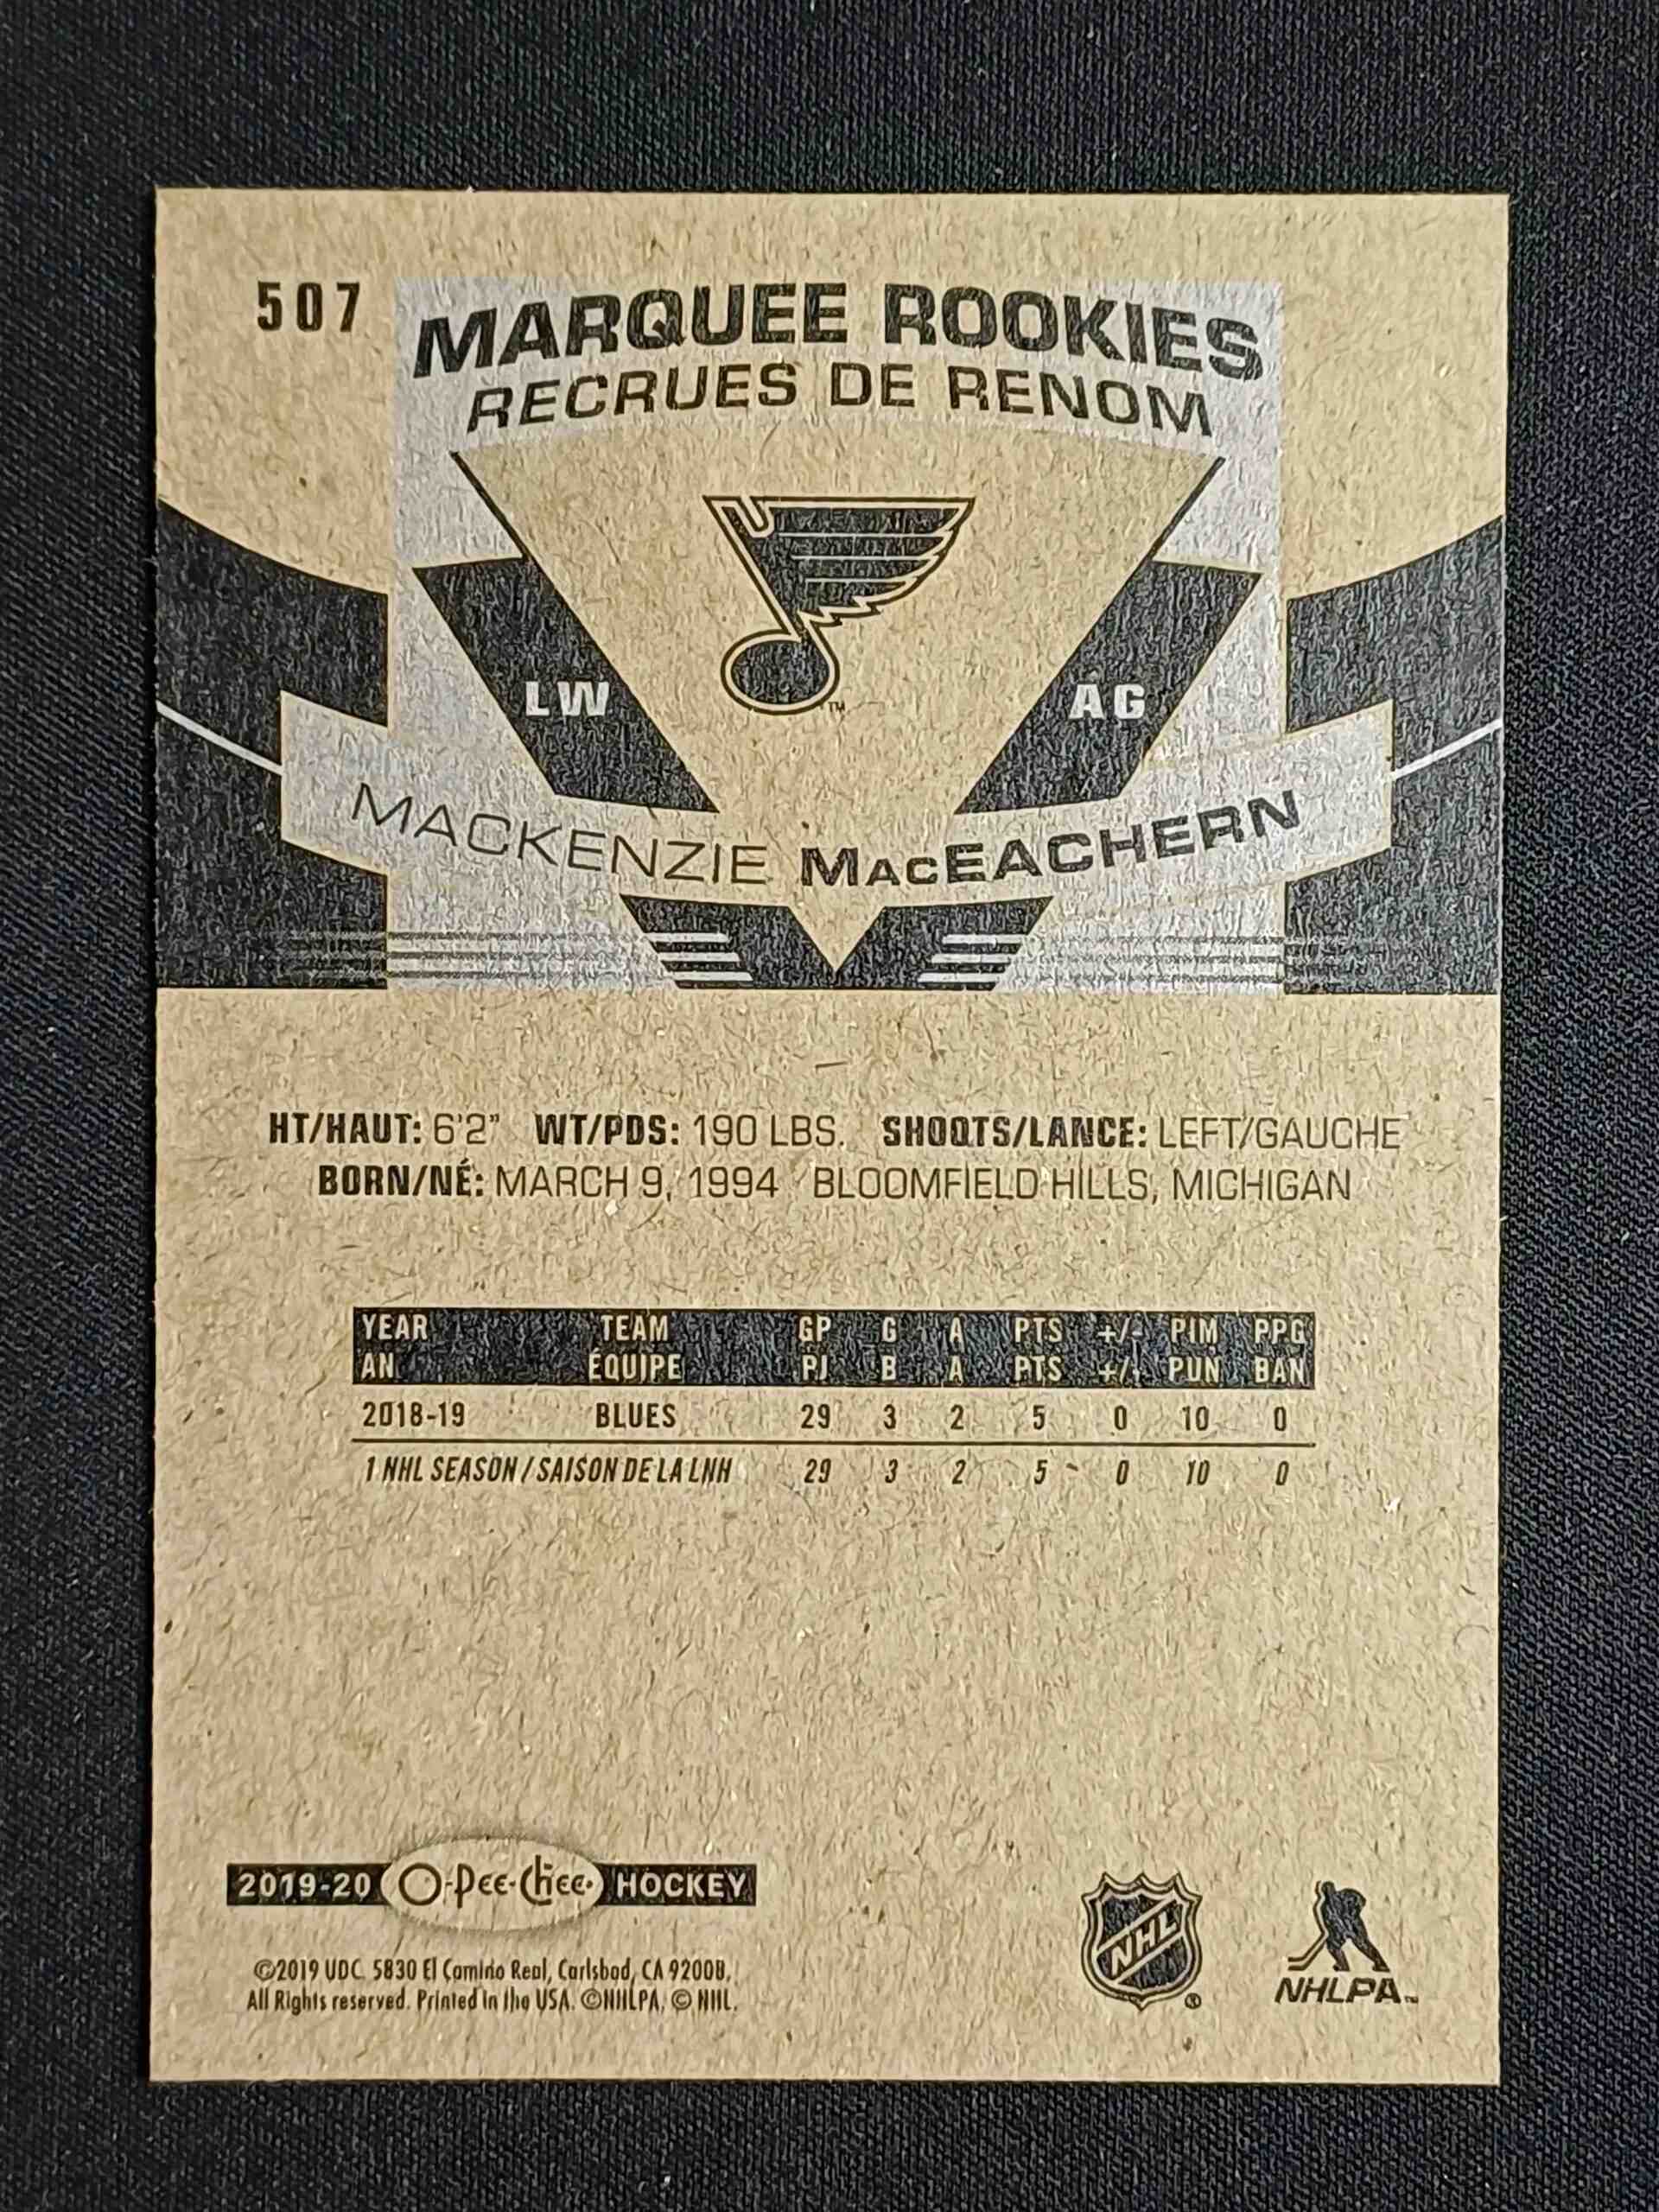 507
MARQUEE ROOKIES
RECRUES DE RENOM
LW
AG
TM
MACKENZIE MacEACHERN
HT/HAUT: 6'2" WT/PDS: 190 LBS. SHOOTS/LANCE: LEFT/GAUCHE
BORN/NÉ: MARCH 9, 1994 BLOOMFIELD HILLS, MICHIGAN
YEAR TEAM GP G A PTS +/- PIM PPG
AN ÉQUIPE PJ B A PTS +/- PUN BAN
2018-19 BLUES 29 3 2 5 0 10 0
1 NHL SEASON / SAISON DE LA LNH 29 3 2 5 0 10 0
2019-20 O-Pee-Chee HOCKEY
©2019 UDC. 5830 El Camino Real, Carlsbad, CA 92008.
All Rights reserved. Printed in the USA. ©NHLPA. © NHL.
NHL ®
NHLPA™